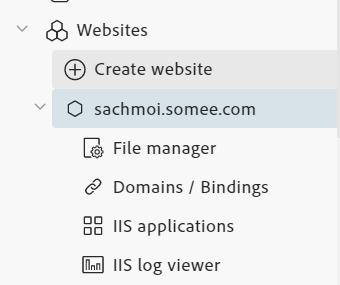 Websites
Create website
sachmoi.somee.com
File manager
Domains / Bindings
IIS applications
IIS log viewer